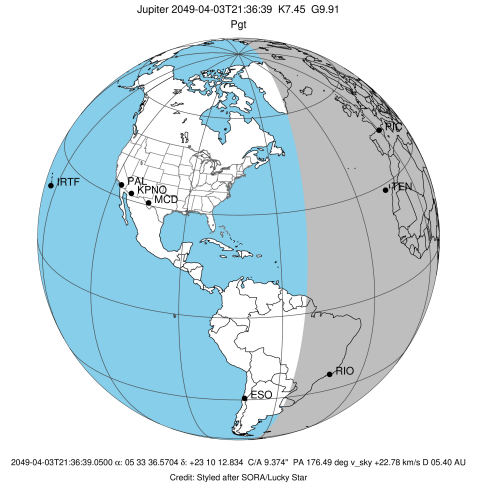 Jupiter 2049-04-03T21:36:39 K7.45 G9.91
Pgt
PIC
IRTF
PAL
KPNO
MCD
TEN
RIO
ESO
2049-04-03T21:36:39.0500 α: 05 33 36.5704 δ: +23 10 12.834 C/A 9.374" PA 176.49 deg v_sky +22.78 km/s D 05.40 AU
Credit: Styled after SORA/Lucky Star